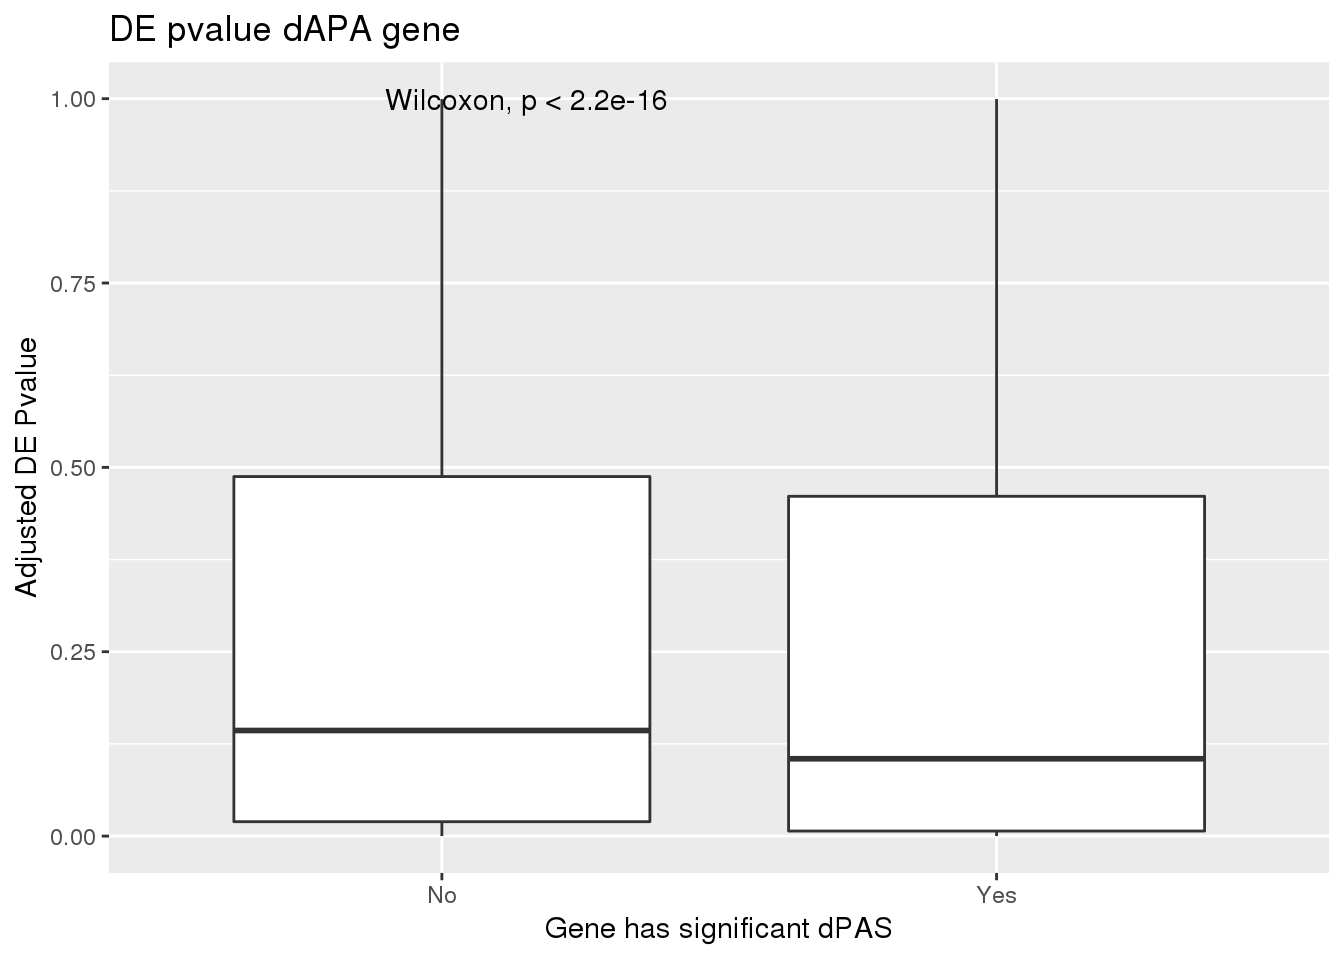 DE pvalue dAPA gene
Wilcoxon, p < 2.2e-16
1.00
0.75
0.50
0.25
0.00
Adjusted DE Pvalue
No
Yes
Gene has significant dPAS